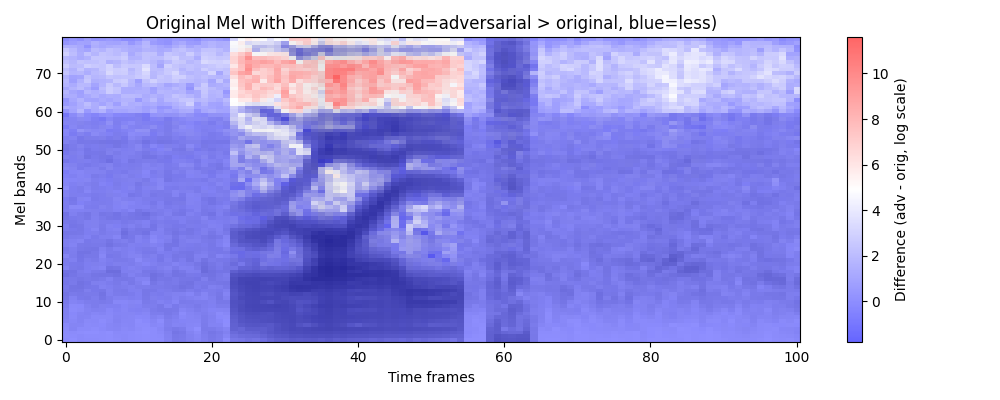 Original Mel with Differences (red=adversarial > original, blue=less)
Mel bands
70
60
50
40
30
20
10
0
0 20 40 60 80 100
Time frames
10
8
6
4
2
0
Difference (adv - orig, log scale)